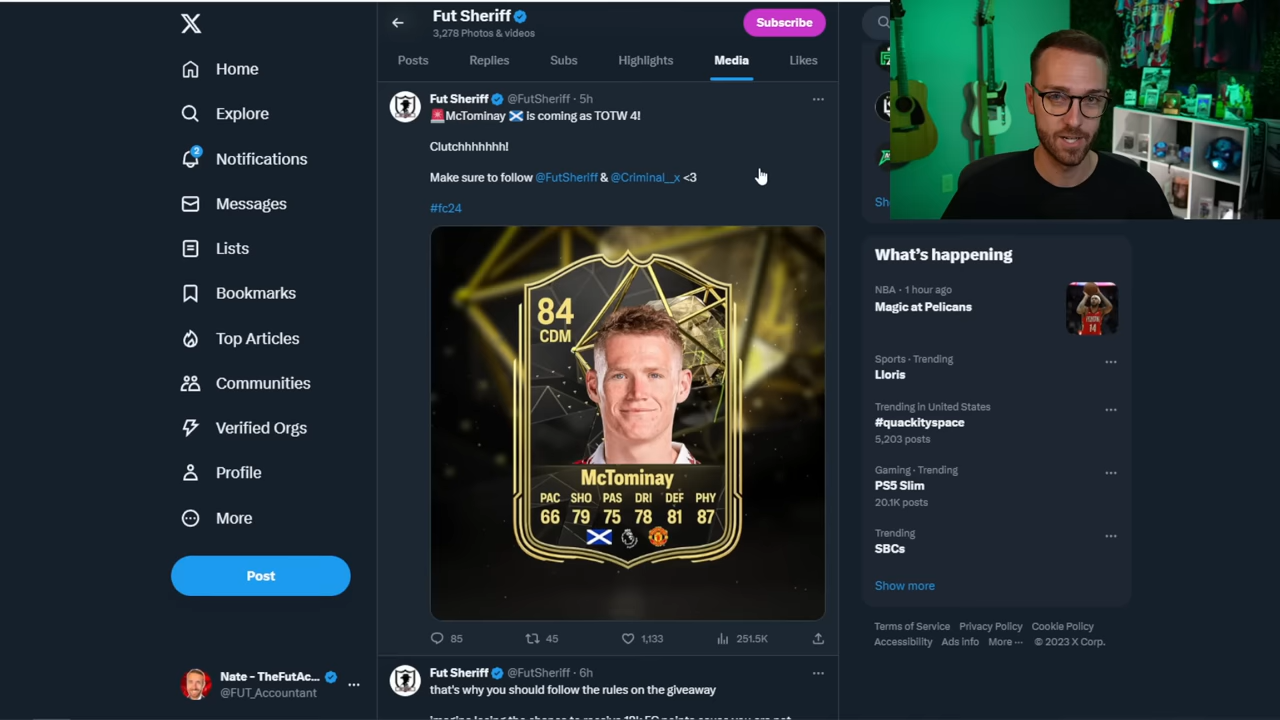 Home
Explore
2
Notifications
Messages
Lists
Bookmarks
Top Articles
Communities
Verified Orgs
Profile
More
Post
Nate - TheFutAc...
@FUT_Accountant
Fut Sheriff
3,278 Photos & videos
Subscribe
Posts Replies Subs Highlights Media Likes
Fut Sheriff @FutSheriff · 5h
🚨McTominay 🏴󠁧󠁢󠁳󠁣󠁴󠁿 is coming as TOTW 4!
Clutchhhhhhh!
Make sure to follow @FutSheriff & @Criminal__x <3
#fc24
84
CDM
McTominay
PAC SHO PAS DRI DEF PHY
66 79 75 78 81 87
85 45 1,133 251.5K
Fut Sheriff @FutSheriff · 6h
that's why you should follow the rules on the giveaway
What's happening
NBA · 1 hour ago
Magic at Pelicans
Sports · Trending
Lloris
Trending in United States
#quackityspace
5,203 posts
Gaming · Trending
PS5 Slim
20.1K posts
Trending
SBCs
Show more
Terms of Service Privacy Policy Cookie Policy
Accessibility Ads info More ··· © 2023 X Corp.